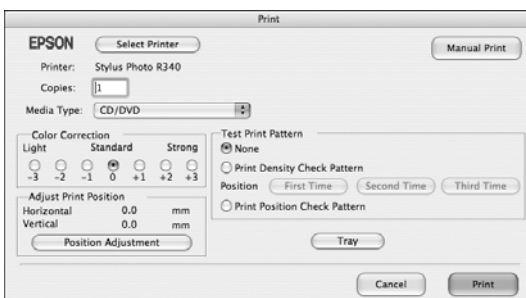 Print
EPSON
Select Printer
Manual Print
Printer: Stylus Photo R340
Copies: 1
Media Type: CD/DVD
Color Correction
Light Standard Strong
-3 -2 -1 0 +1 +2 +3
Adjust Print Position
Horizontal 0.0 mm
Vertical 0.0 mm
Position Adjustment
Test Print Pattern
None
Print Density Check Pattern
Position First Time Second Time Third Time
Print Position Check Pattern
Tray
Cancel Print